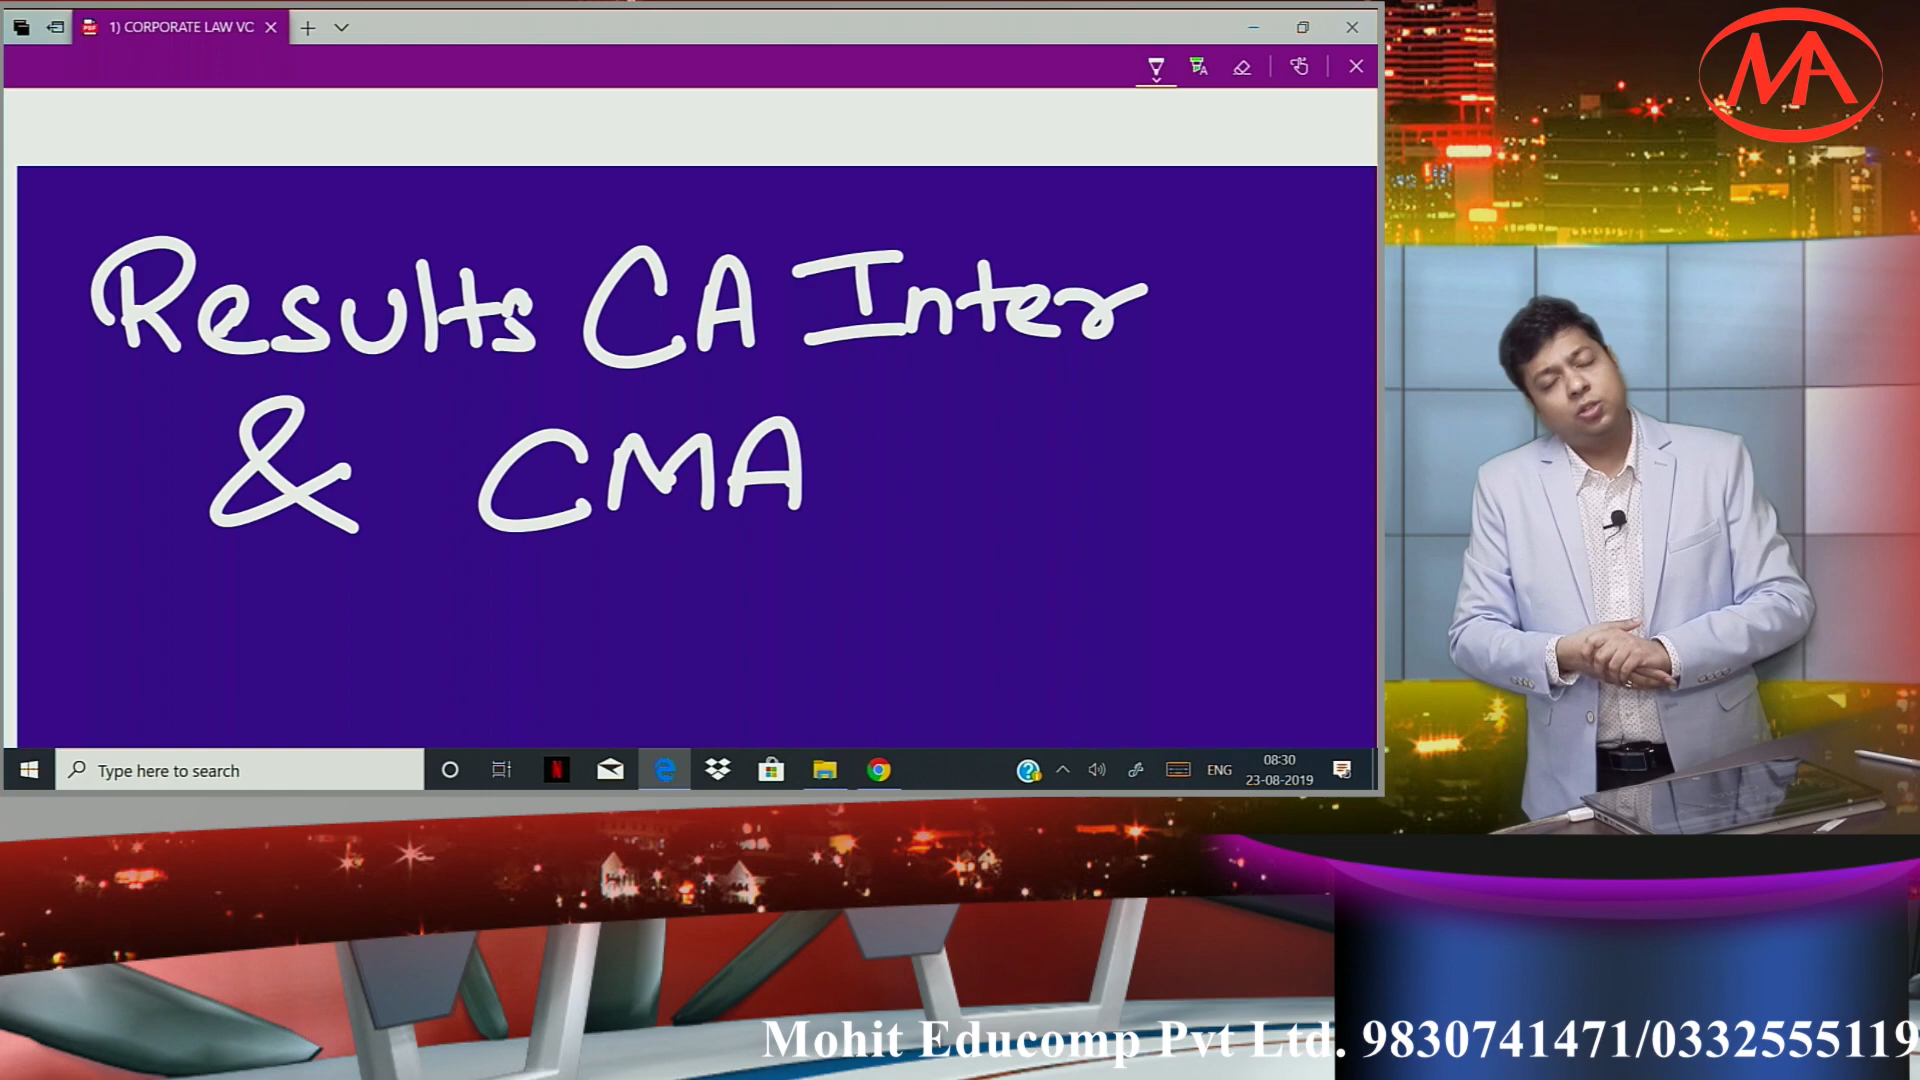 1) CORPORATE LAW VC
MA
Results CA Inter
& CMA
Type here to search
ENG
08:30
23-08-2019
Mohit Educomp Pvt Ltd. 9830741471/0332555119